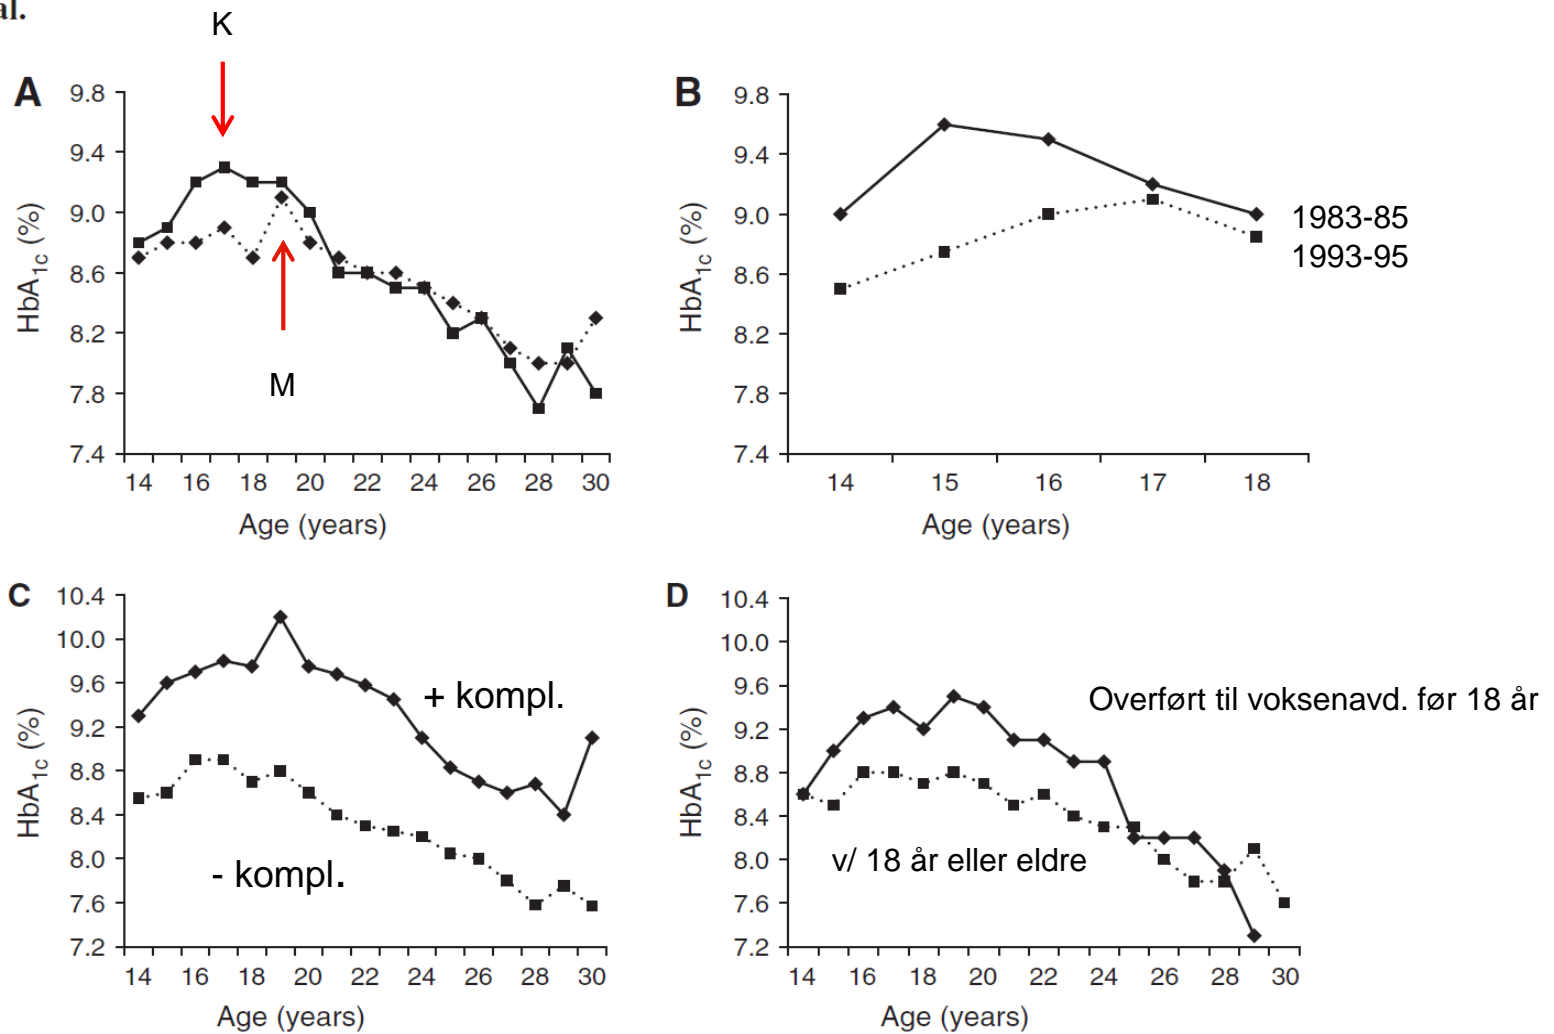 al.
K
A
9.8
9.4
9.0
8.6
8.2
7.8
7.4
HbA1c (%)
M
14 16 18 20 22 24 26 28 30
Age (years)
B
9.8
9.4
9.0
8.6
8.2
7.8
7.4
HbA1c (%)
1983-85
1993-95
14 15 16 17 18
Age (years)
C
10.4
10.0
9.6
9.2
8.8
8.4
8.0
7.6
7.2
HbA1c (%)
+ kompl.
- kompl.
14 16 18 20 22 24 26 28 30
Age (years)
D
10.4
10.0
9.6
9.2
8.8
8.4
8.0
7.6
7.2
HbA1c (%)
Overført til voksenavd. før 18 år
v/ 18 år eller eldre
14 16 18 20 22 24 26 28 30
Age (years)